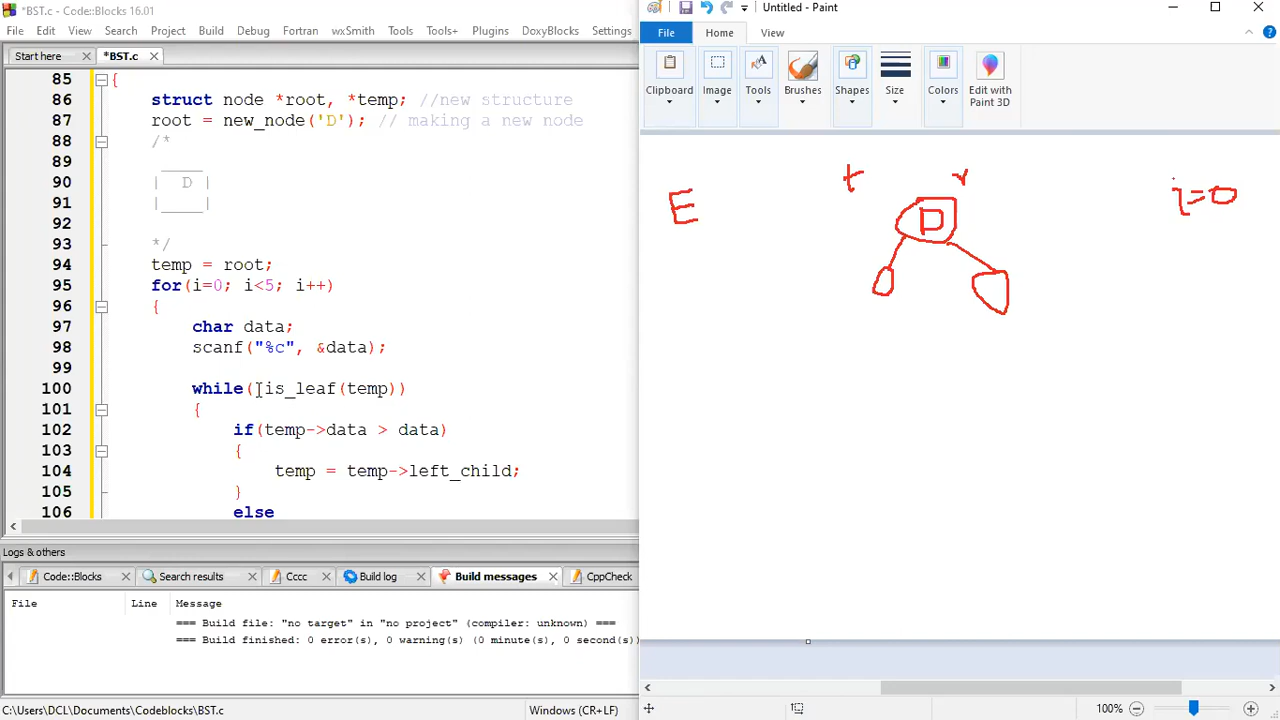 *BST.c - Code::Blocks 16.01
File Edit View Search Project Build Debug Fortran wxSmith Tools Tools+ Plugins DoxyBlocks Settings
Start here *BST.c
85 {
86 struct node *root, *temp; //new structure
87 root = new_node('D'); // making a new node
88 /*
89 _____
90 | D |
91 |_____|
92
93 */
94 temp = root;
95 for(i=0; i<5; i++)
96 {
97 char data;
98 scanf("%c", &data);
99
100 while(!is_leaf(temp))
101 {
102 if(temp->data > data)
103 {
104 temp = temp->left_child;
105 }
106 else
Logs & others
Code::Blocks Search results Cccc Build log Build messages CppCheck
File Line Message
=== Build file: "no target" in "no project" (compiler: unknown) ===
=== Build finished: 0 error(s), 0 warning(s) (0 minute(s), 0 second(s))
C:\Users\DCL\Documents\Codeblocks\BST.c Windows (CR+LF)
Untitled - Paint
File Home View
Clipboard Image Tools Brushes Shapes Size Colors Edit with
Paint 3D
t r
E D i=0
100%